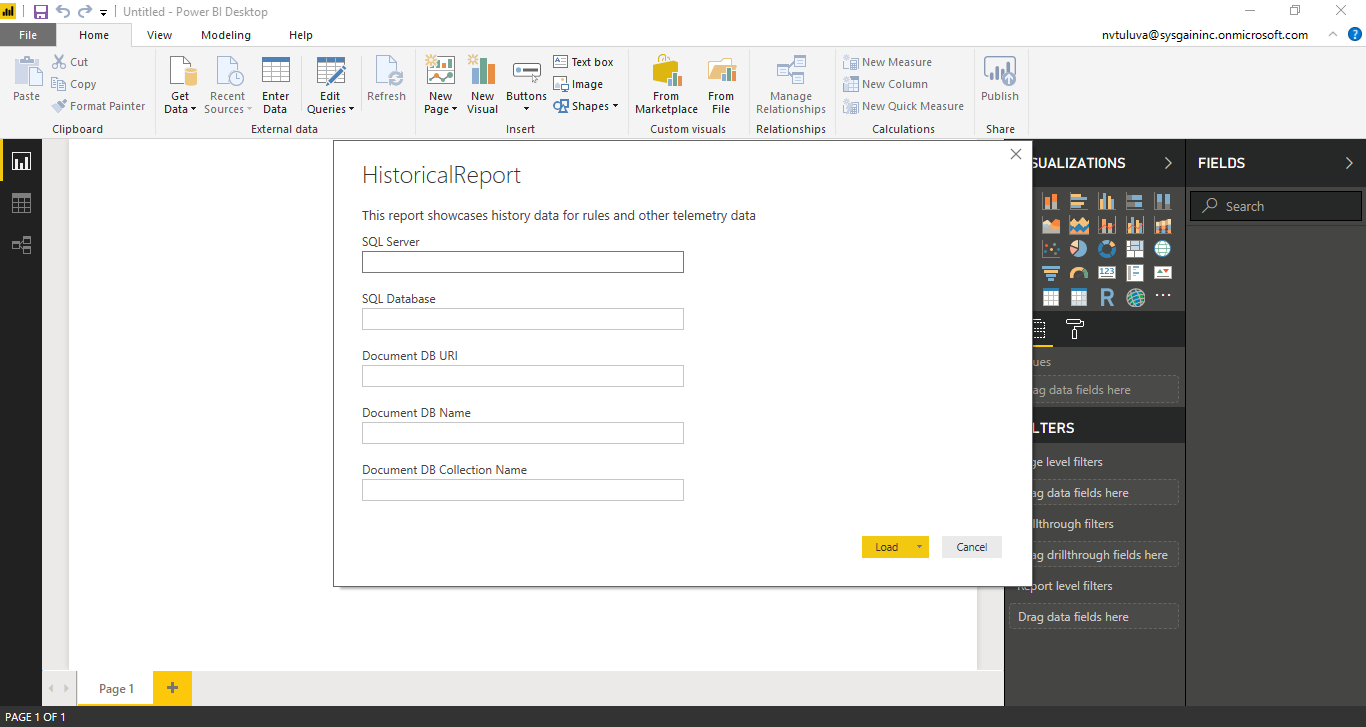 Untitled - Power BI Desktop
File Home View Modeling Help
nvtuluva@sysgaininc.onmicrosoft.com
?
Paste
Cut
Copy
Format Painter
Clipboard
Get Data
Recent Sources
Enter Data
Edit Queries
Refresh
External data
New Page
New Visual
Buttons
Text box
Image
Shapes
Insert
From Marketplace
From File
Custom visuals
Manage Relationships
Relationships
New Measure
New Column
New Quick Measure
Calculations
Publish
Share
HistoricalReport
This report showcases history data for rules and other telemetry data
SQL Server
SQL Database
Document DB URI
Document DB Name
Document DB Collection Name
Load
Cancel
SUALIZATIONS
123
R
ues
ag data fields here
LTERS
ge level filters
ag data fields here
llthrough filters
ag drillthrough fields here
Report level filters
Drag data fields here
FIELDS
Search
Page 1
PAGE 1 OF 1